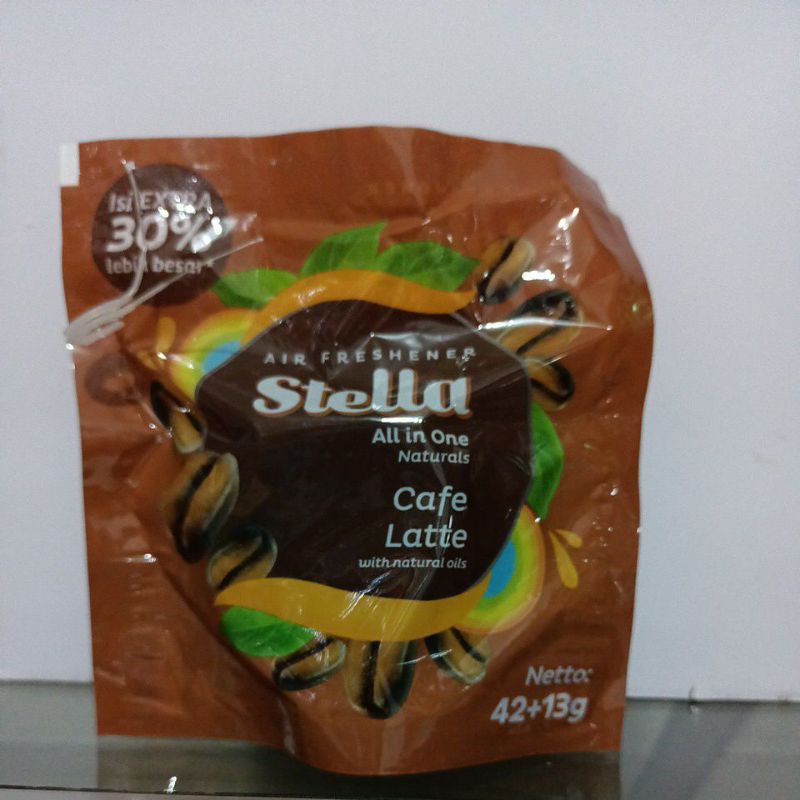 Isi EXTRA
30%
lebih besar*
AIR FRESHENER
Stella
All in One
Naturals
Cafe
Latte
with natural oils
Netto:
42+13g